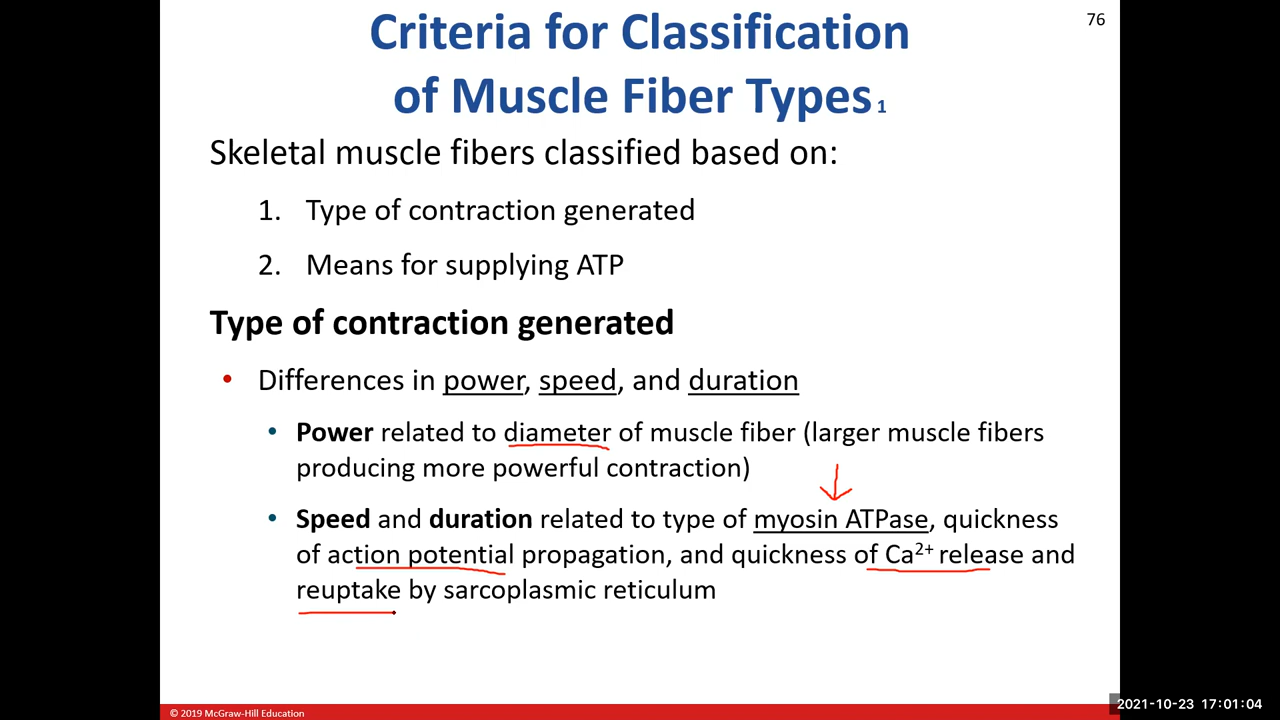 76
Criteria for Classification
of Muscle Fiber Types 1
Skeletal muscle fibers classified based on:
1. Type of contraction generated
2. Means for supplying ATP
Type of contraction generated
• Differences in power, speed, and duration
• Power related to diameter of muscle fiber (larger muscle fibers
producing more powerful contraction)
• Speed and duration related to type of myosin ATPase, quickness
of action potential propagation, and quickness of Ca²⁺ release and
reuptake by sarcoplasmic reticulum
© 2019 McGraw-Hill Education
2021-10-23 17:01:04